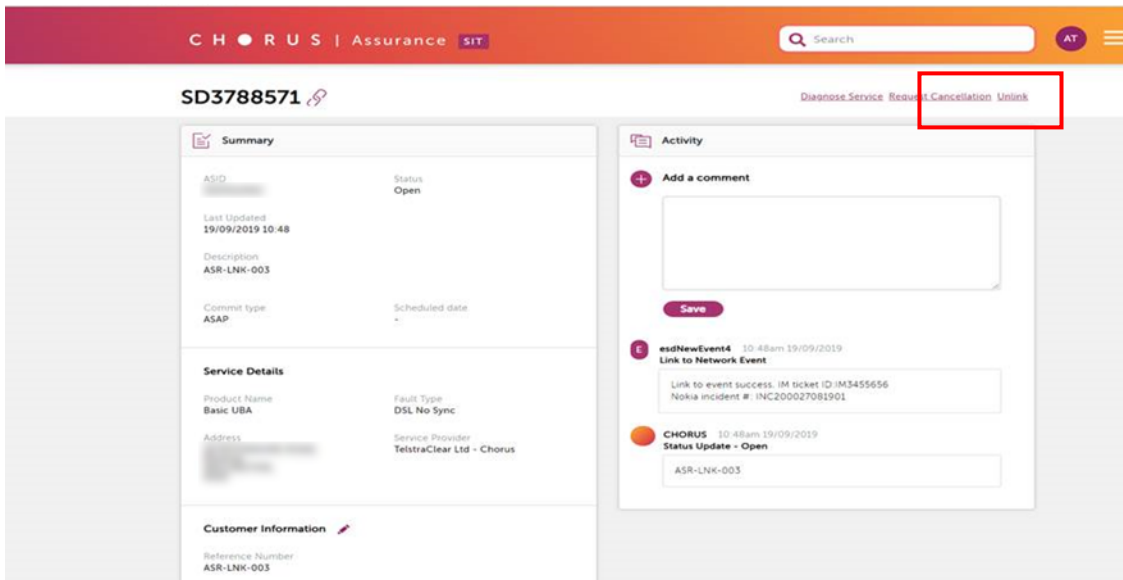 CHORUS | Assurance SIT
Search
AT
SD3788571
Diagnose Service Request Cancellation Unlink
Summary
ASID
Status
Open
Last Updated
19/09/2019 10:48
Description
ASR-LNK-003
Commit type
ASAP
Scheduled date
-
Service Details
Product Name
Basic UBA
Fault Type
DSL No Sync
Address
Service Provider
TelstraClear Ltd - Chorus
Customer Information
Reference Number
ASR-LNK-003
Activity
Add a comment
Save
E
esdNewEvent4 10:48am 19/09/2019
Link to Network Event
Link to event success. IM ticket ID:IM3455656
Nokia incident #: INC200027081901
CHORUS 10:48am 19/09/2019
Status Update - Open
ASR-LNK-003